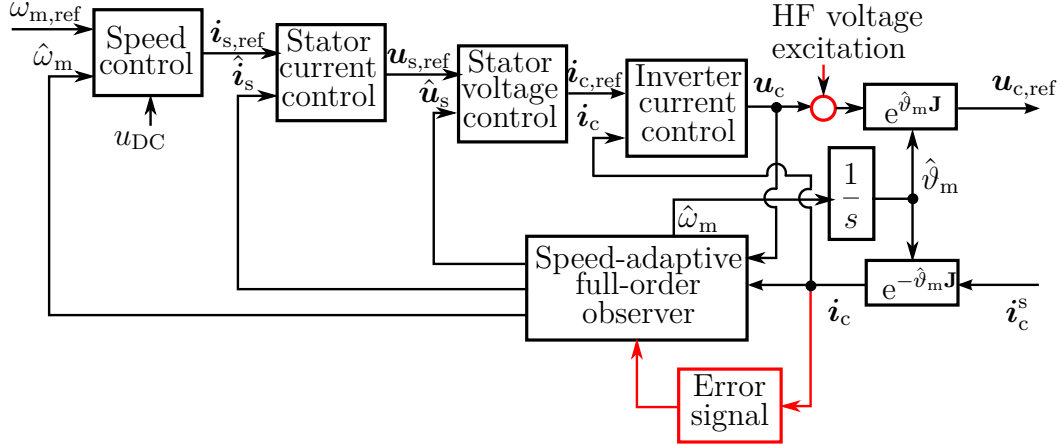 ω_m,ref
ω̂_m
Speed
control
u_DC
i_s,ref
î_s
Stator
current
control
u_s,ref
û_s
Stator
voltage
control
i_c,ref
i_c
Inverter
current
control
u_c
HF voltage
excitation
e^ϑ̂_m J
u_c,ref
1/s
ϑ̂_m
ω̂_m
Speed-adaptive
full-order
observer
i_c
e^−ϑ̂_m J
i_c^s
Error
signal